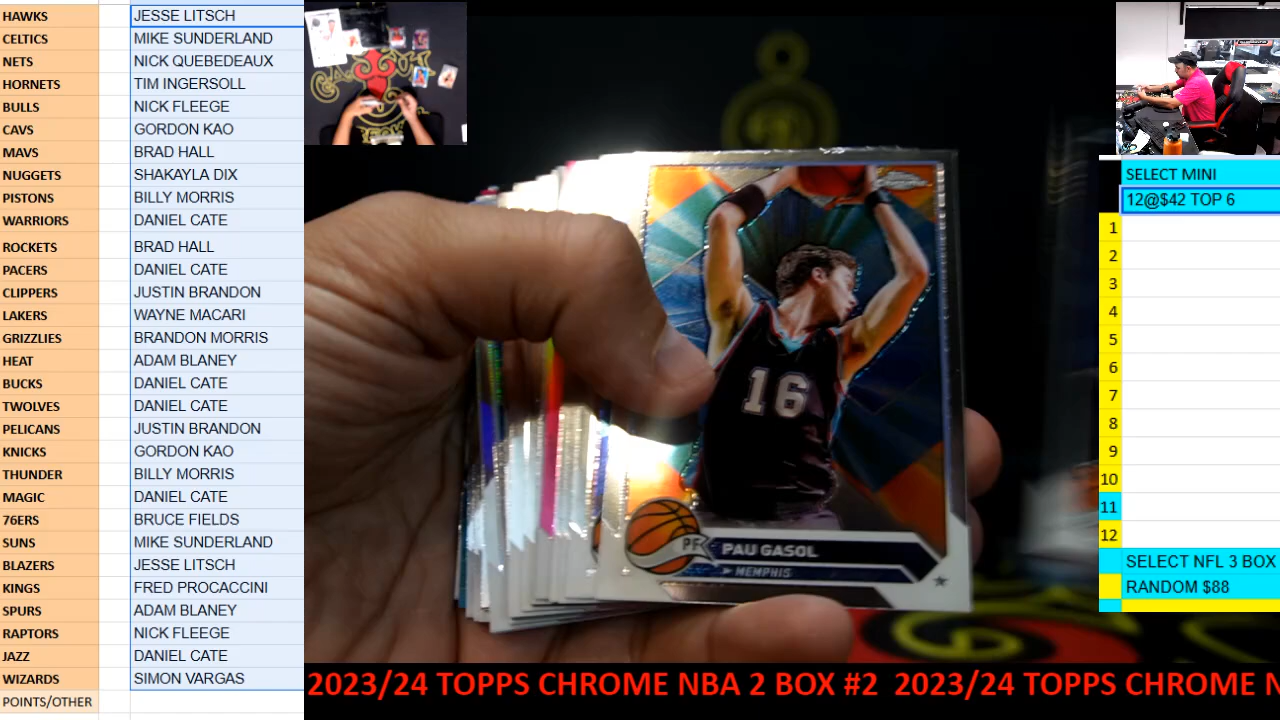 HAWKS JESSE LITSCH
CELTICS MIKE SUNDERLAND
NETS NICK QUEBEDEAUX
HORNETS TIM INGERSOLL
BULLS NICK FLEEGE
CAVS GORDON KAO
MAVS BRAD HALL
NUGGETS SHAKAYLA DIX
PISTONS BILLY MORRIS
WARRIORS DANIEL CATE
ROCKETS BRAD HALL
PACERS DANIEL CATE
CLIPPERS JUSTIN BRANDON
LAKERS WAYNE MACARI
GRIZZLIES BRANDON MORRIS
HEAT ADAM BLANEY
BUCKS DANIEL CATE
TWOLVES DANIEL CATE
PELICANS JUSTIN BRANDON
KNICKS GORDON KAO
THUNDER BILLY MORRIS
MAGIC DANIEL CATE
76ERS BRUCE FIELDS
SUNS MIKE SUNDERLAND
BLAZERS JESSE LITSCH
KINGS FRED PROCACCINI
SPURS ADAM BLANEY
RAPTORS NICK FLEEGE
JAZZ DANIEL CATE
WIZARDS SIMON VARGAS
POINTS/OTHER
16
PF PAU GASOL
MEMPHIS
SELECT MINI
12@$42 TOP 6
1
2
3
4
5
6
7
8
9
10
11
12
SELECT NFL 3 BOX
RANDOM $88
2023/24 TOPPS CHROME NBA 2 BOX #2 2023/24 TOPPS CHROME N